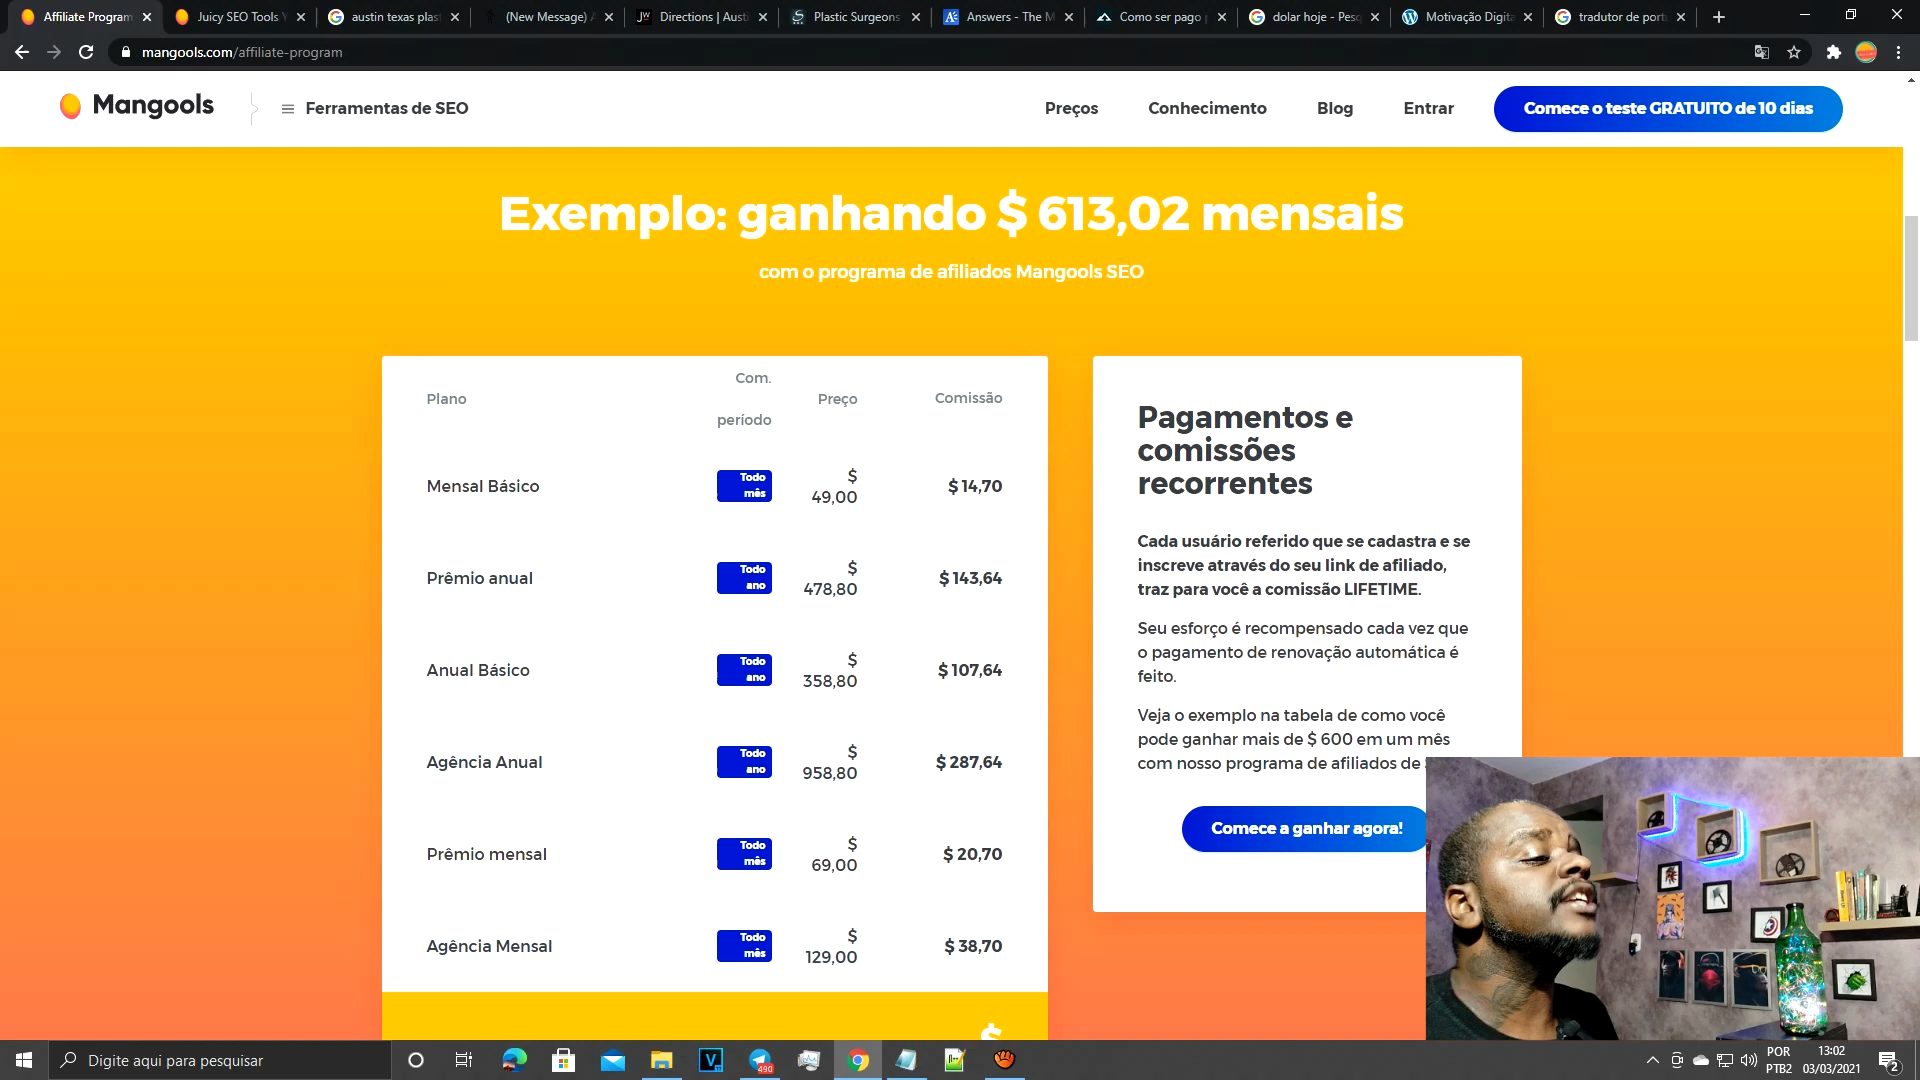 Affiliate Program
Juicy SEO Tools Y
austin texas plas
(New Message)
Directions | Aust
Plastic Surgeons
Answers - The M
Como ser pago
dolar hoje - Pesq
Motivação Digita
tradutor de port
mangools.com/affiliate-program
Mangools
Ferramentas de SEO
Preços
Conhecimento
Blog
Entrar
Comece o teste GRATUITO de 10 dias
Exemplo: ganhando $ 613,02 mensais
com o programa de afiliados Mangools SEO
Plano
Com.
período
Preço
Comissão
Mensal Básico
Todo
mês
$
49,00
$ 14,70
Prêmio anual
Todo
ano
$
478,80
$ 143,64
Anual Básico
Todo
ano
$
358,80
$ 107,64
Agência Anual
Todo
ano
$
958,80
$ 287,64
Prêmio mensal
Todo
mês
$
69,00
$ 20,70
Agência Mensal
Todo
mês
$
129,00
$ 38,70
$
Pagamentos e
comissões
recorrentes
Cada usuário referido que se cadastra e se
inscreve através do seu link de afiliado,
traz para você a comissão LIFETIME.
Seu esforço é recompensado cada vez que
o pagamento de renovação automática é
feito.
Veja o exemplo na tabela de como você
pode ganhar mais de $ 600 em um mês
com nosso programa de afiliados de
Comece a ganhar agora!
Digite aqui para pesquisar
490
POR
PTB2
13:02
03/03/2021
2